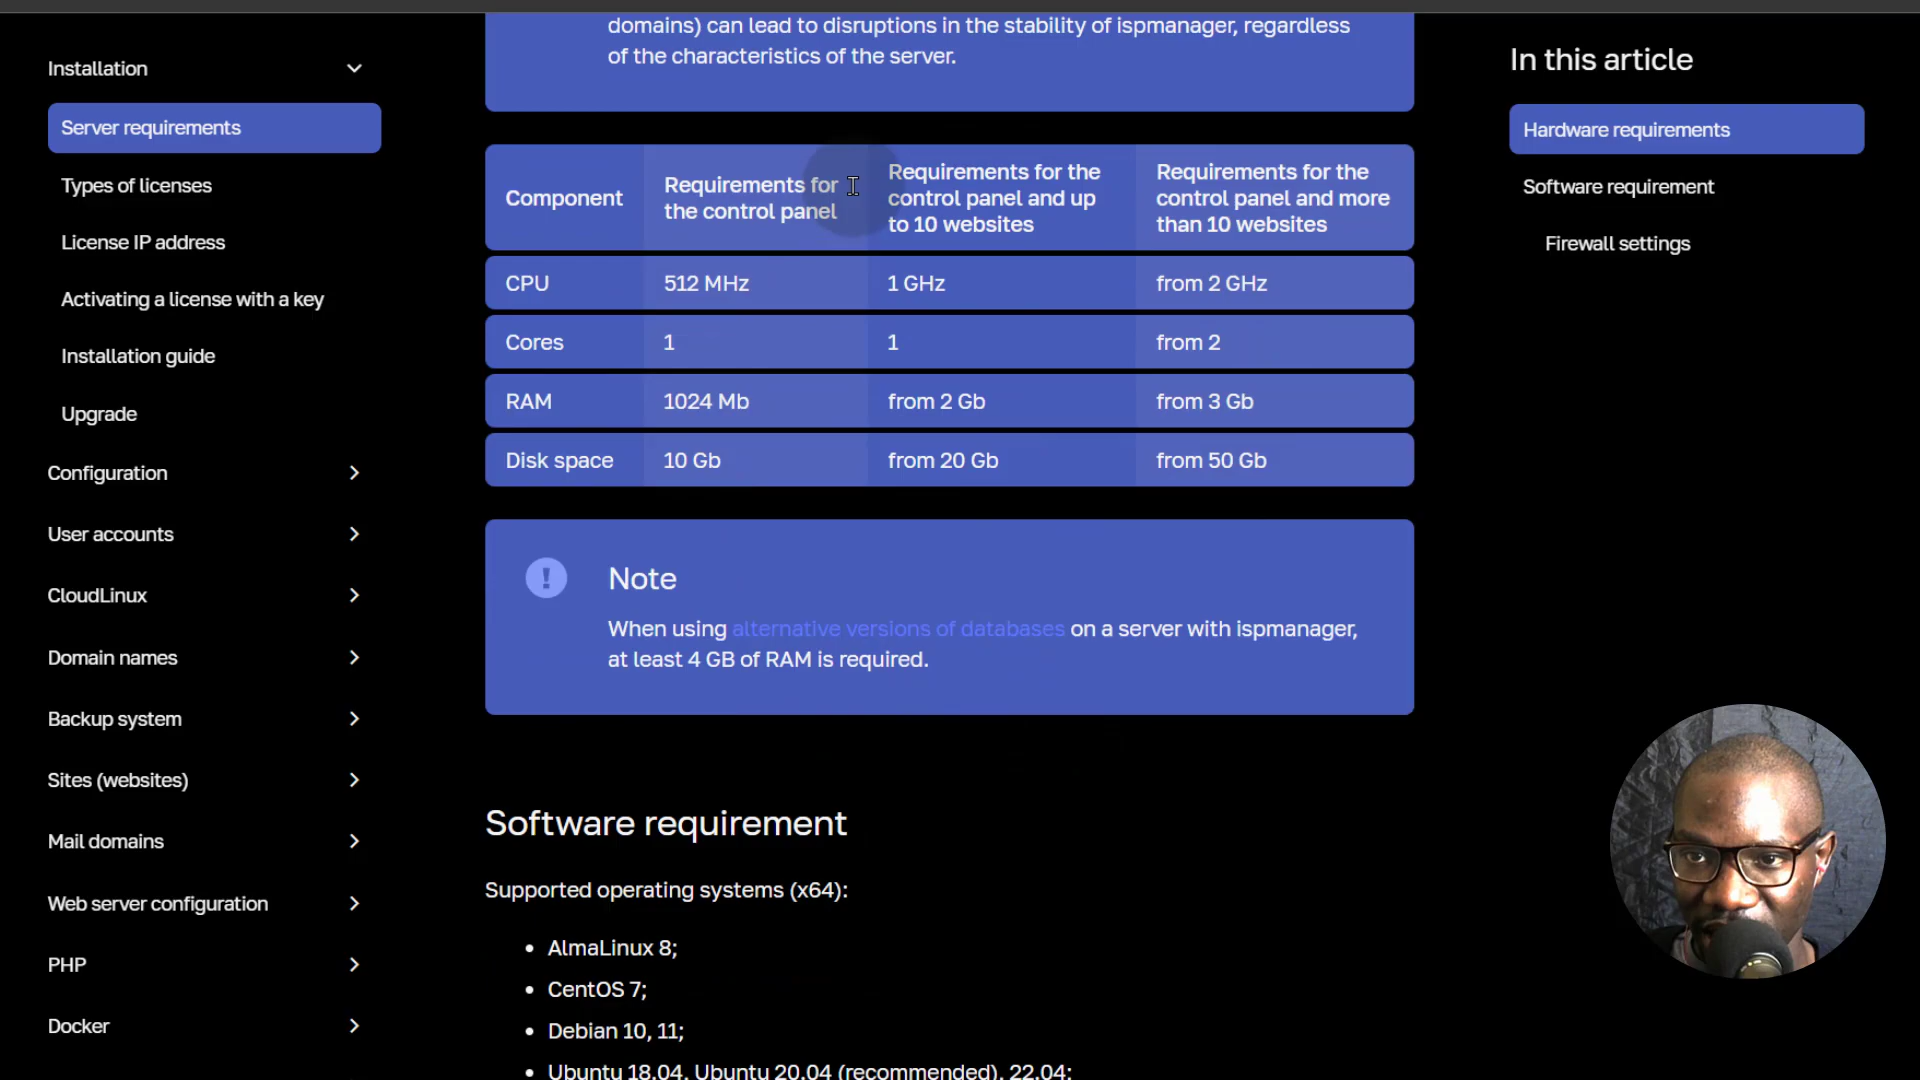 Installation
Server requirements
Types of licenses
License IP address
Activating a license with a key
Installation guide
Upgrade
Configuration
User accounts
CloudLinux
Domain names
Backup system
Sites (websites)
Mail domains
Web server configuration
PHP
Docker
domains) can lead to disruptions in the stability of ispmanager, regardless
of the characteristics of the server.
Component
Requirements for
the control panel
Requirements for the
control panel and up
to 10 websites
Requirements for the
control panel and more
than 10 websites
CPU 512 MHz 1 GHz from 2 GHz
Cores 1 1 from 2
RAM 1024 Mb from 2 Gb from 3 Gb
Disk space 10 Gb from 20 Gb from 50 Gb
!
Note
When using alternative versions of databases on a server with ispmanager,
at least 4 GB of RAM is required.
Software requirement
Supported operating systems (x64):
• AlmaLinux 8;
• CentOS 7;
• Debian 10, 11;
• Ubuntu 18.04, Ubuntu 20.04 (recommended), 22.04;
In this article
Hardware requirements
Software requirement
Firewall settings